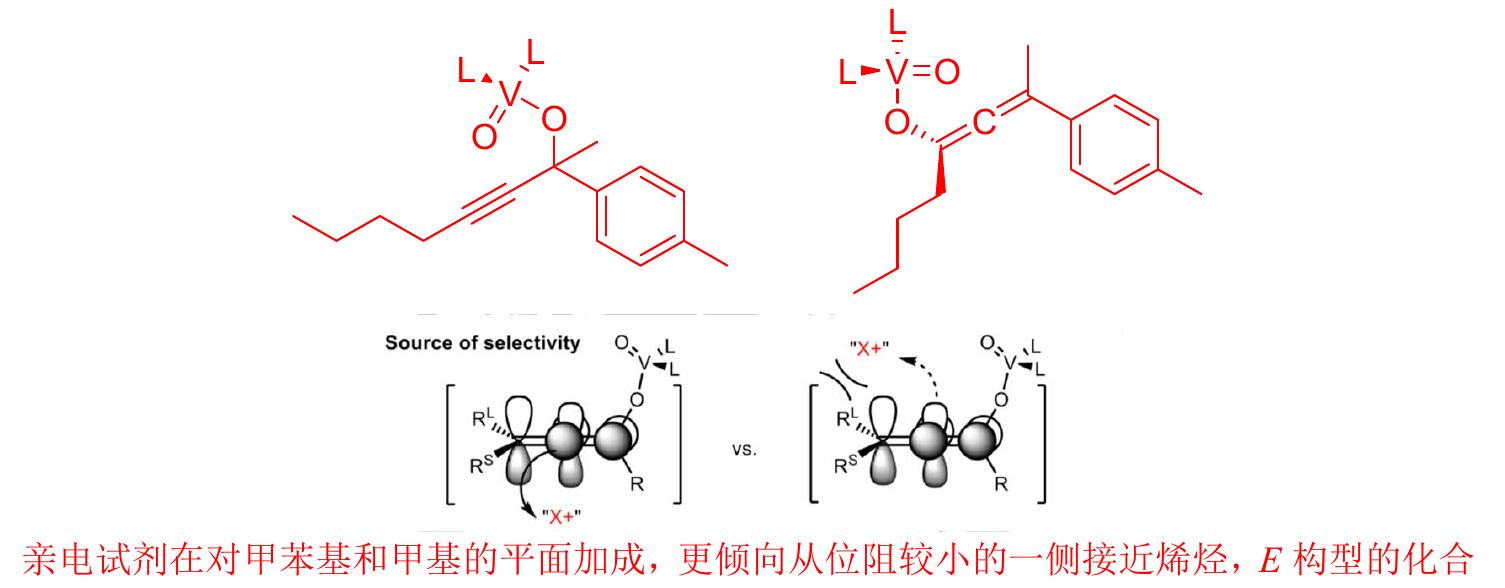 L L V O O
L L V O O C
Source of selectivity
O L V L O R^L R^S R "X+"
vs.
"X+" O L V L O R^L R^S R
亲电试剂在对甲苯基和甲基的平面加成，更倾向从位阻较小的一侧接近烯烃，E 构型的化合